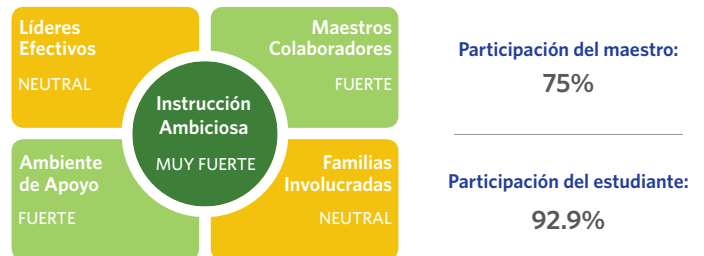 Líderes
Efectivos
NEUTRAL
Maestros
Colaboradores
FUERTE
Instrucción
Ambiciosa
MUY FUERTE
Ambiente
de Apoyo
FUERTE
Familias
Involucradas
NEUTRAL
Participación del maestro:
75%
Participación del estudiante:
92.9%